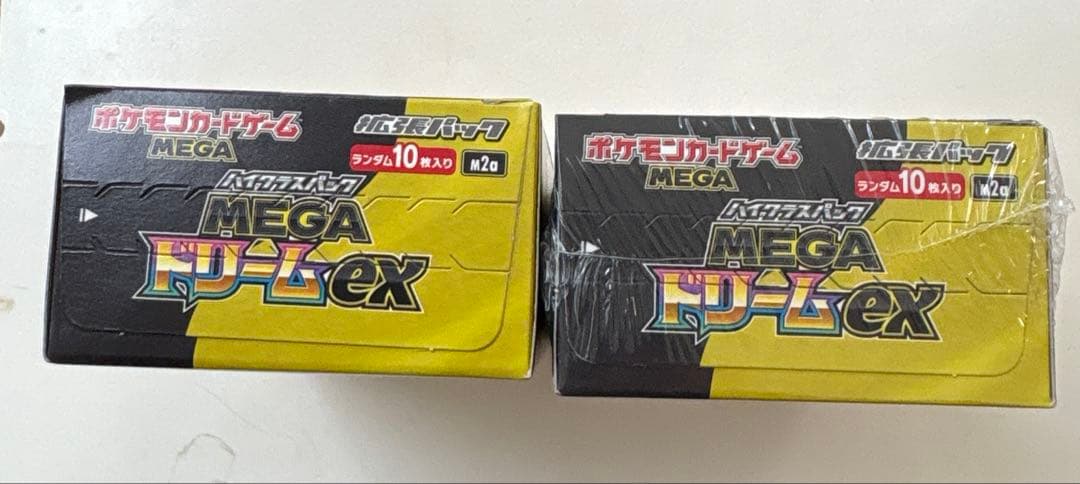 ポケモンカードゲーム
MEGA
拡張パック
ランダム10枚入り
M2a
ハイクラスパック
MEGA
ドリームex
ポケモンカードゲーム
MEGA
拡張パック
ランダム10枚入り
M2a
ハイクラスパック
MEGA
ドリームex